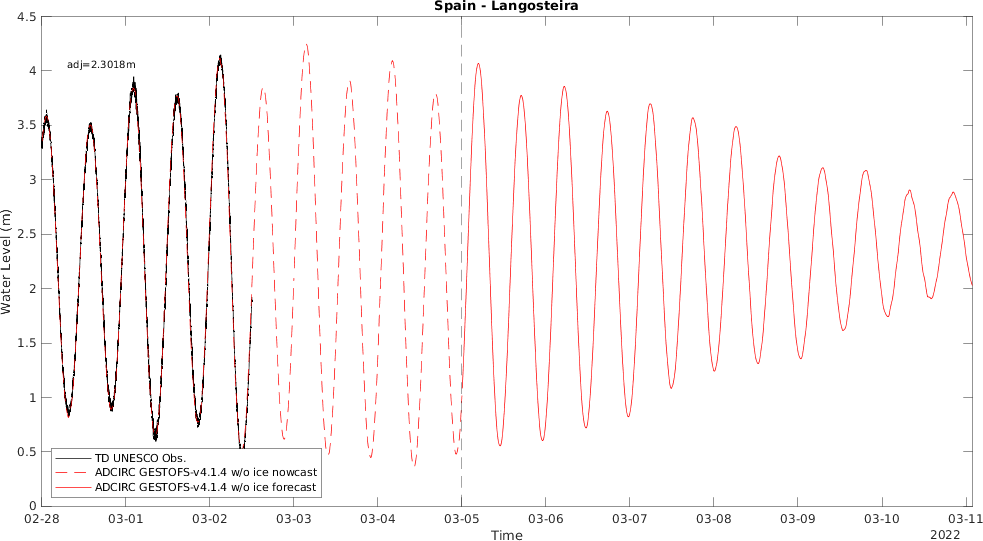 Spain - Langosteira
4.5
4
3.5
3
2.5
2
1.5
1
0.5
0
Water Level (m)
adj=2.3018m
TD UNESCO Obs.
ADCIRC GESTOFS-v4.1.4 w/o ice nowcast
ADCIRC GESTOFS-v4.1.4 w/o ice forecast
02-28 03-01 03-02 03-03 03-04 03-05 03-06 03-07 03-08 03-09 03-10 03-11
Time
2022